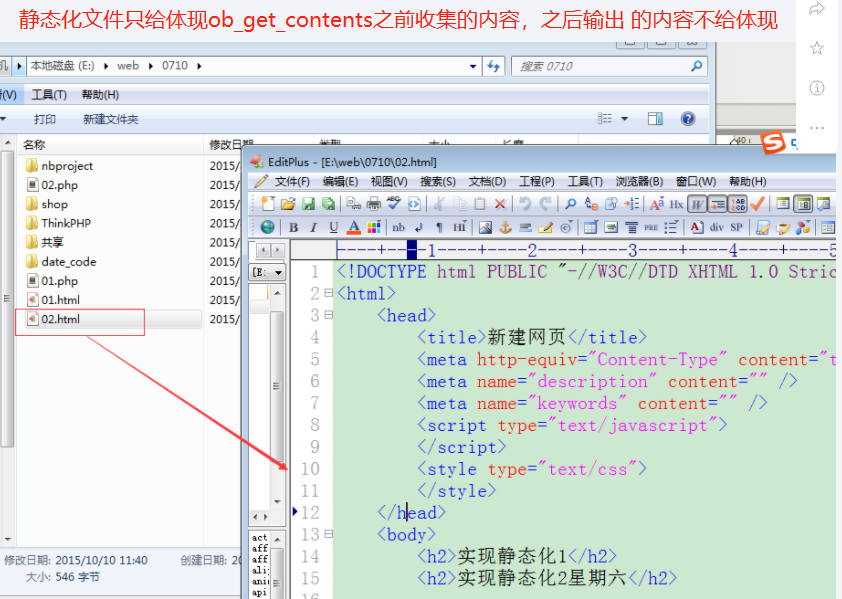 静态化文件只给体现ob_get_contents之前收集的内容，之后输出 的内容不给体现
本地磁盘 (E:) ▸ web ▸ 0710 ▸
搜索 0710
工具(T) 帮助(H)
打印 新建文件夹
名称 修改日期
nbproject 2015/
02.php 2015/
shop 2015/
ThinkPHP 2015/
共享 2015/
date_code 2015/
01.php 2015/
01.html 2015/
02.html 2015/
修改日期: 2015/10/10 11:40 创建日期: 20
大小: 546 字节
EditPlus - [E:\web\0710\02.html]
文件(F) 编辑(E) 视图(V) 搜索(S) 文档(D) 工程(P) 工具(T) 浏览器(B) 窗口(W) 帮助(H)
B I U A nb ¶ HI PRE A div SP
----+----1----+----2----+----3----+----4----+----5
[E:
1 <!DOCTYPE html PUBLIC "-//W3C//DTD XHTML 1.0 Stric
2 <html>
3 <head>
4 <title>新建网页</title>
5 <meta http-equiv="Content-Type" content="t
6 <meta name="description" content="" />
7 <meta name="keywords" content="" />
8 <script type="text/javascript">
9 </script>
10 <style type="text/css">
11 </style>
12 </head>
13 <body>
14 <h2>实现静态化1</h2>
15 <h2>实现静态化2星期六</h2>
act
aff
aff
ali
ani
api